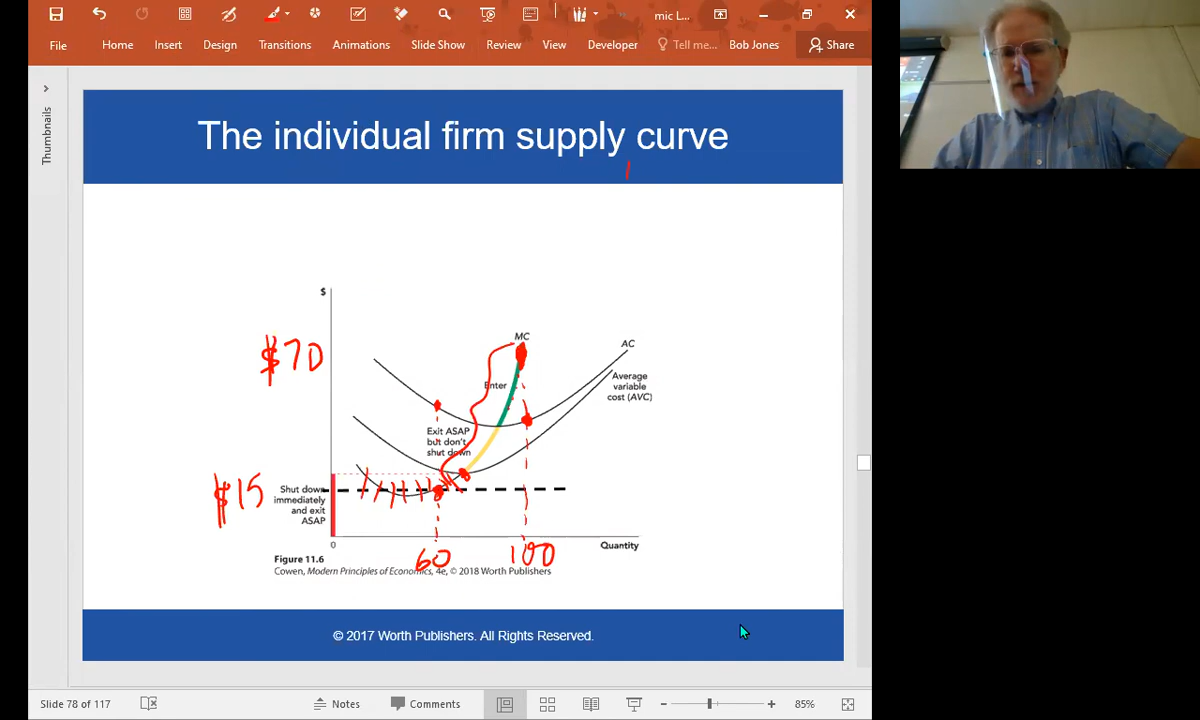 mic L...
File Home Insert Design Transitions Animations Slide Show Review View Developer Tell me... Bob Jones Share
Thumbnails
The individual firm supply curve
$
MC
AC
$70
Average
variable
cost (AVC)
Enter
Exit ASAP
but don't
shut down
$15
Shut down
immediately
and exit
ASAP
0
Quantity
60
100
Figure 11.6
Cowen, Modern Principles of Economics, 4e, © 2018 Worth Publishers
© 2017 Worth Publishers. All Rights Reserved.
Slide 78 of 117 Notes Comments 85%